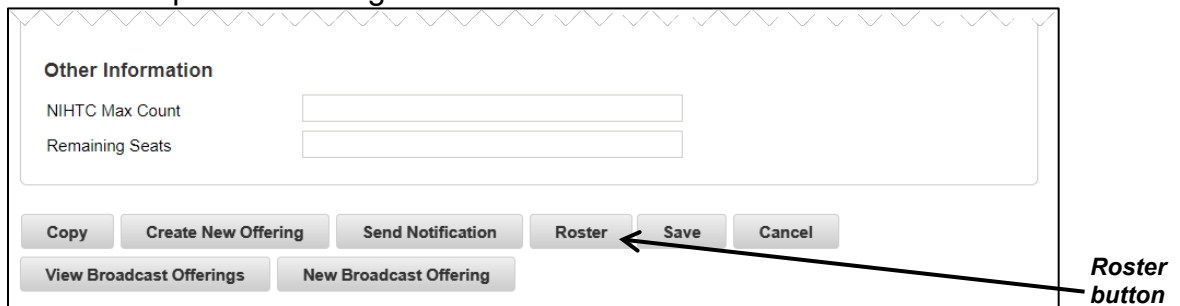 Other Information
NIHTC Max Count
Remaining Seats
Copy Create New Offering Send Notification Roster Save Cancel
View Broadcast Offerings New Broadcast Offering
Roster
button